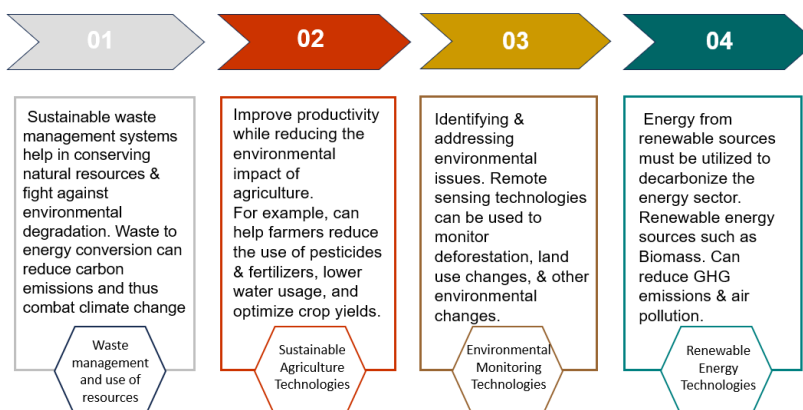 01
02
03
04
Sustainable waste
management systems
help in conserving
natural resources &
fight against
environmental
degradation. Waste to
energy conversion can
reduce carbon
emissions and thus
combat climate change
Waste
management
and use of
resources
Improve productivity
while reducing the
environmental
impact of
agriculture.
For example, can
help farmers reduce
the use of pesticides
& fertilizers, lower
water usage, and
optimize crop yields.
Sustainable
Agriculture
Technologies
Identifying &
addressing
environmental
issues. Remote
sensing technologies
can be used to
monitor
deforestation, land
use changes, & other
environmental
changes.
Environmental
Monitoring
Technologies
Energy from
renewable sources
must be utilized to
decarbonize the
energy sector.
Renewable energy
sources such as
Biomass. Can
reduce GHG
emissions & air
pollution.
Renewable
Energy
Technologies